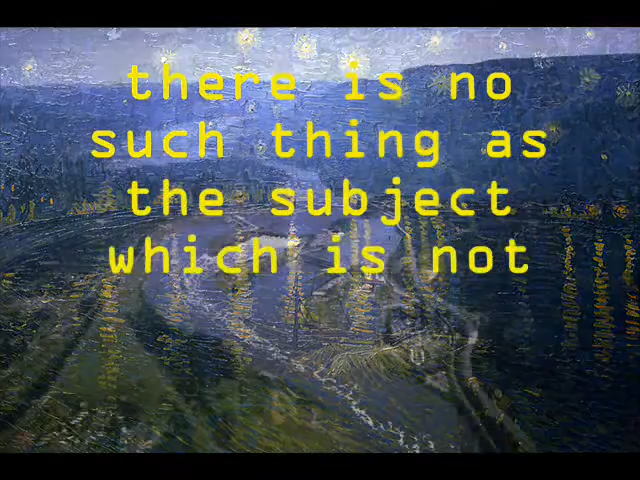 there is no
such thing as
the subject
which is not